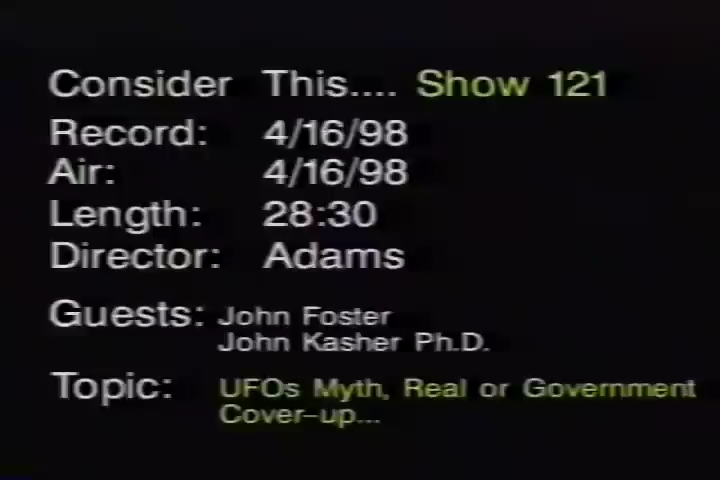 Consider This.... Show 121
Record: 4/16/98
Air: 4/16/98
Length: 28:30
Director: Adams
Guests: John Foster
John Kasher Ph.D.
Topic: UFOs Myth, Real or Government
Cover-up...